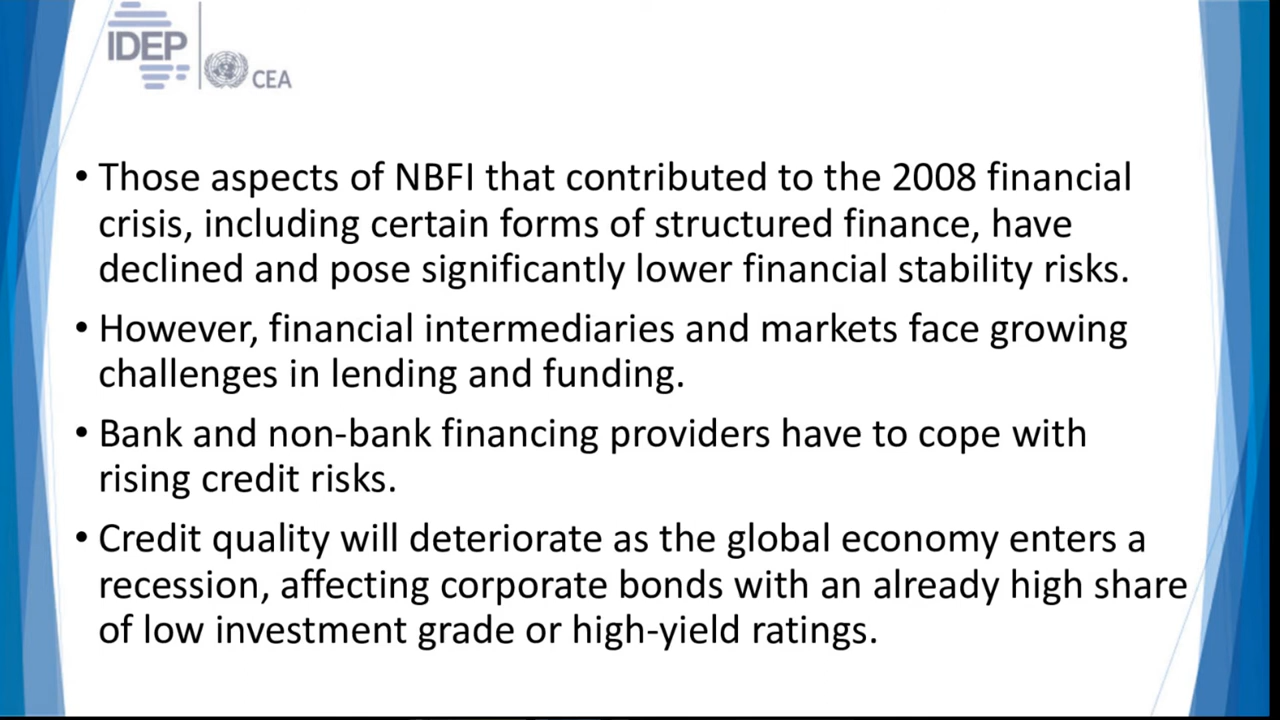 IDEP
CEA
• Those aspects of NBFI that contributed to the 2008 financial
crisis, including certain forms of structured finance, have
declined and pose significantly lower financial stability risks.
• However, financial intermediaries and markets face growing
challenges in lending and funding.
• Bank and non-bank financing providers have to cope with
rising credit risks.
• Credit quality will deteriorate as the global economy enters a
recession, affecting corporate bonds with an already high share
of low investment grade or high-yield ratings.